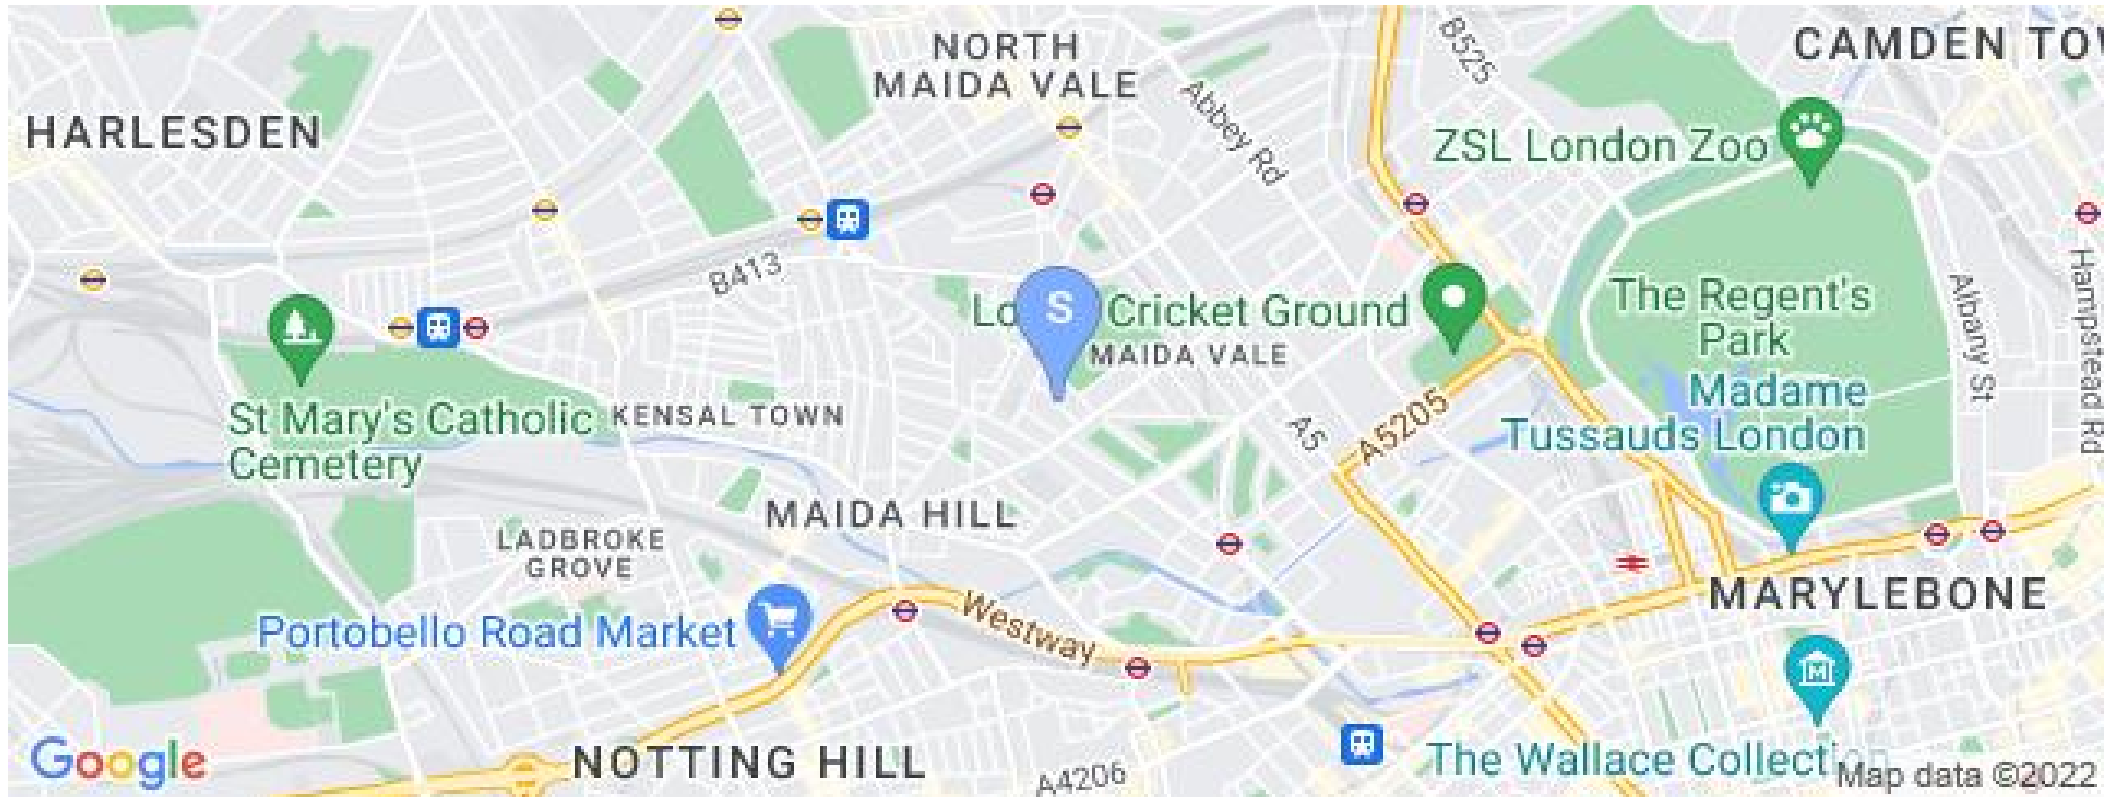 NORTH
MAIDA VALE
B525
CAMDEN TOW
HARLESDEN
Abbey Rd
ZSL London Zoo
B413
Hampstead Rd
Albany St
S
Lo
Cricket Ground
The Regent's
Park
MAIDA VALE
Madame
Tussauds London
St Mary's Catholic
Cemetery
KENSAL TOWN
A5
A5205
MAIDA HILL
LADBROKE
GROVE
MARYLEBONE
Portobello Road Market
Westway
M
Google
NOTTING HILL
A4206
The Wallace Collecti
Map data ©2022